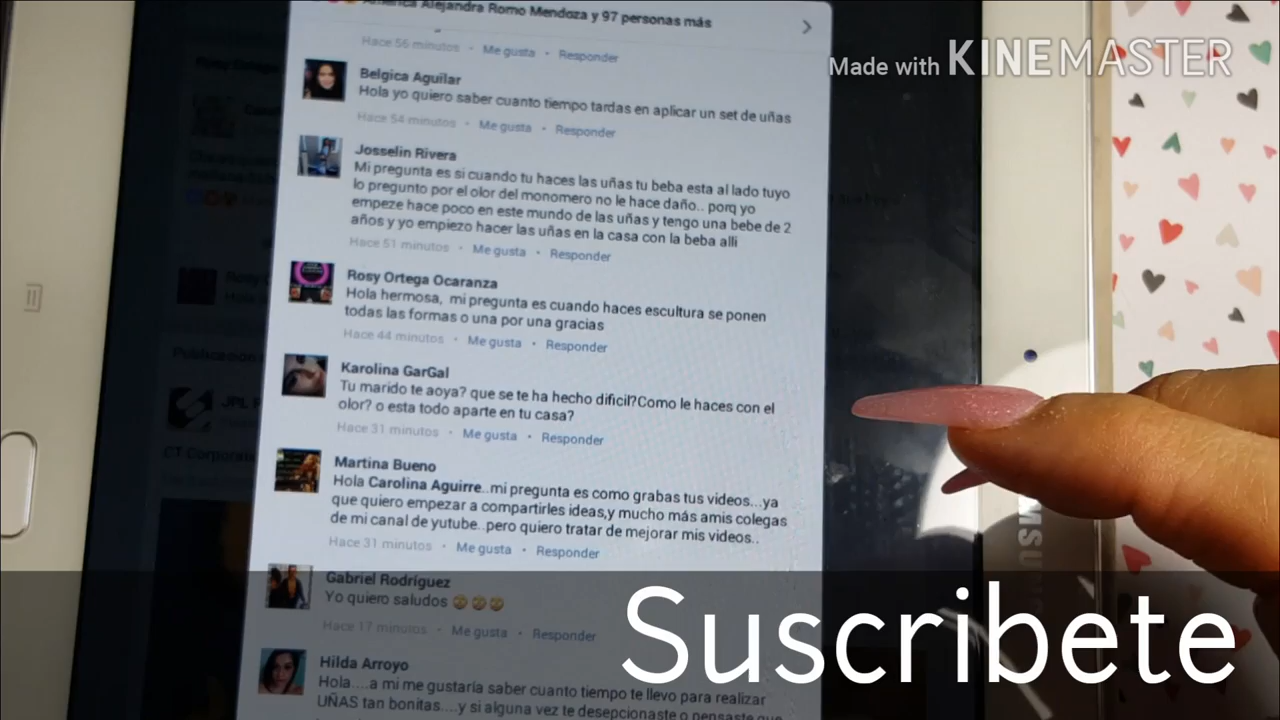 América Alejandra Romo Mendoza y 97 personas más
Hace 56 minutos • Me gusta • Responder
Made with KINEMASTER
Belgica Aguilar
Hola yo quiero saber cuanto tiempo tardas en aplicar un set de uñas
Hace 54 minutos • Me gusta • Responder
Josselin Rivera
Mi pregunta es si cuando tu haces las uñas tu beba esta al lado tuyo
lo pregunto por el olor del monomero no le hace daño.. porq yo
empeze hace poco en este mundo de las uñas y tengo una bebe de 2
años y yo empiezo hacer las uñas en la casa con la beba alli
Hace 51 minutos • Me gusta • Responder
Rosy Ortega Ocaranza
Hola hermosa, mi pregunta es cuando haces escultura se ponen
todas las formas o una por una gracias
Hace 44 minutos • Me gusta • Responder
Karolina GarGal
Tu marido te aoya? que se te ha hecho dificil?Como le haces con el
olor? o esta todo aparte en tu casa?
Hace 31 minutos • Me gusta • Responder
Martina Bueno
Hola Carolina Aguirre..mi pregunta es como grabas tus videos...ya
que quiero empezar a compartirles ideas,y mucho más amis colegas
de mi canal de yutube..pero quiero tratar de mejorar mis videos..
Hace 31 minutos • Me gusta • Responder
Gabriel Rodríguez
Yo quiero saludos
Hace 17 minutos • Me gusta • Responder
Hilda Arroyo
Hola....a mi me gustaría saber cuanto tiempo te llevo para realizar
UÑAS tan bonitas....y si alguna vez te desepcionaste o pensaste que
Suscribete